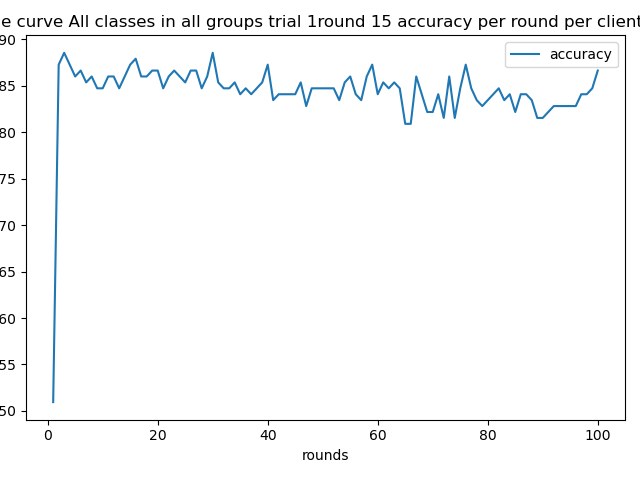 e curve All classes in all groups trial 1round 15 accuracy per round per client
accuracy
90
85
80
75
70
65
60
55
50
0 20 40 60 80 100
rounds